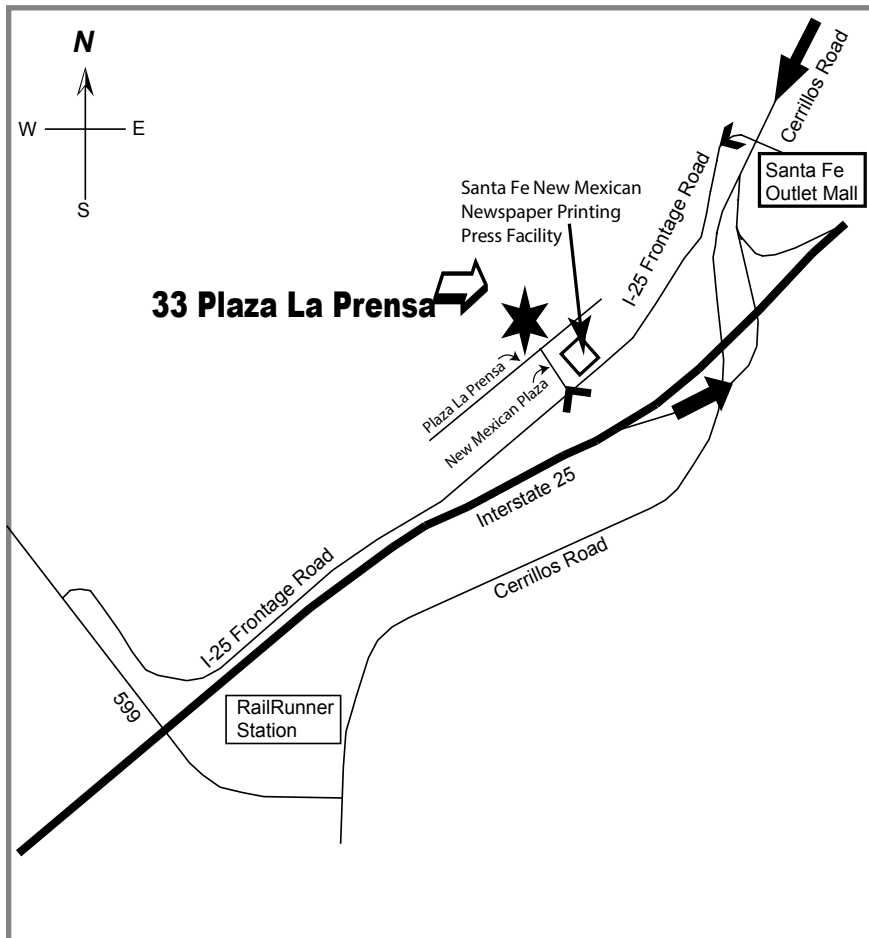 N
W
E
S
Cerrillos Road
Santa Fe
Outlet Mall
I-25 Frontage Road
Santa Fe New Mexican
Newspaper Printing
Press Facility
33 Plaza La Prensa
Plaza La Prensa
New Mexican Plaza
Interstate 25
Cerrillos Road
I-25 Frontage Road
599
RailRunner
Station